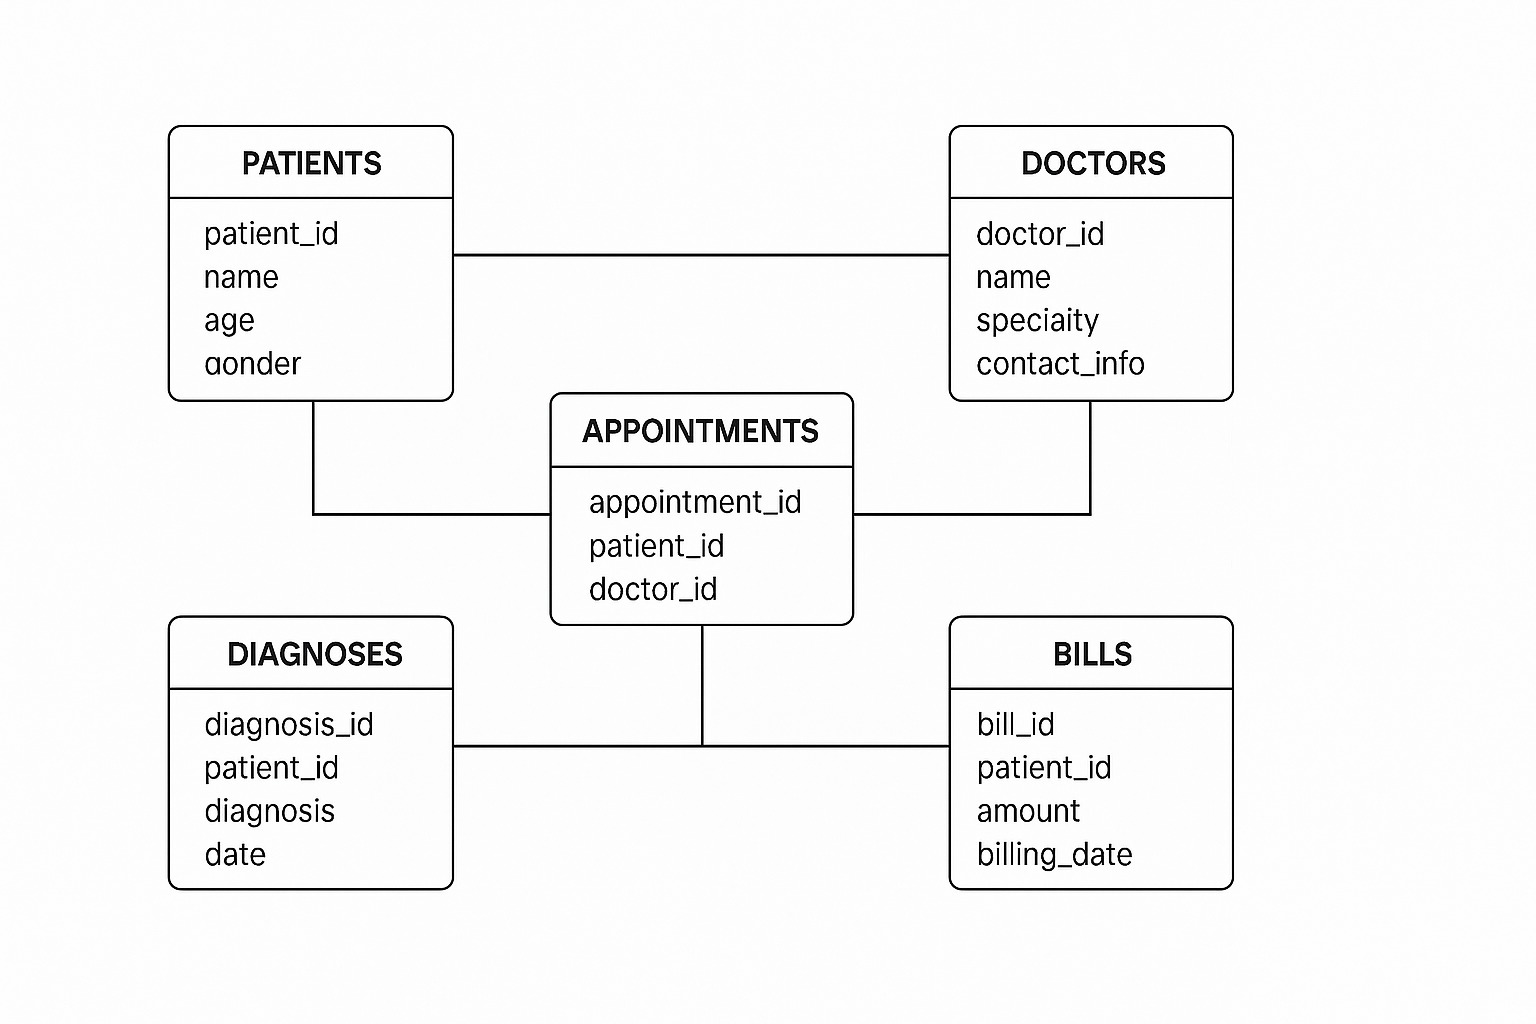 PATIENTS
patient_id
name
age
gonder
DOCTORS
doctor_id
name
speciaity
contact_info
APPOINTMENTS
appointment_id
patient_id
doctor_id
DIAGNOSES
diagnosis_id
patient_id
diagnosis
date
BILLS
bill_id
patient_id
amount
billing_date